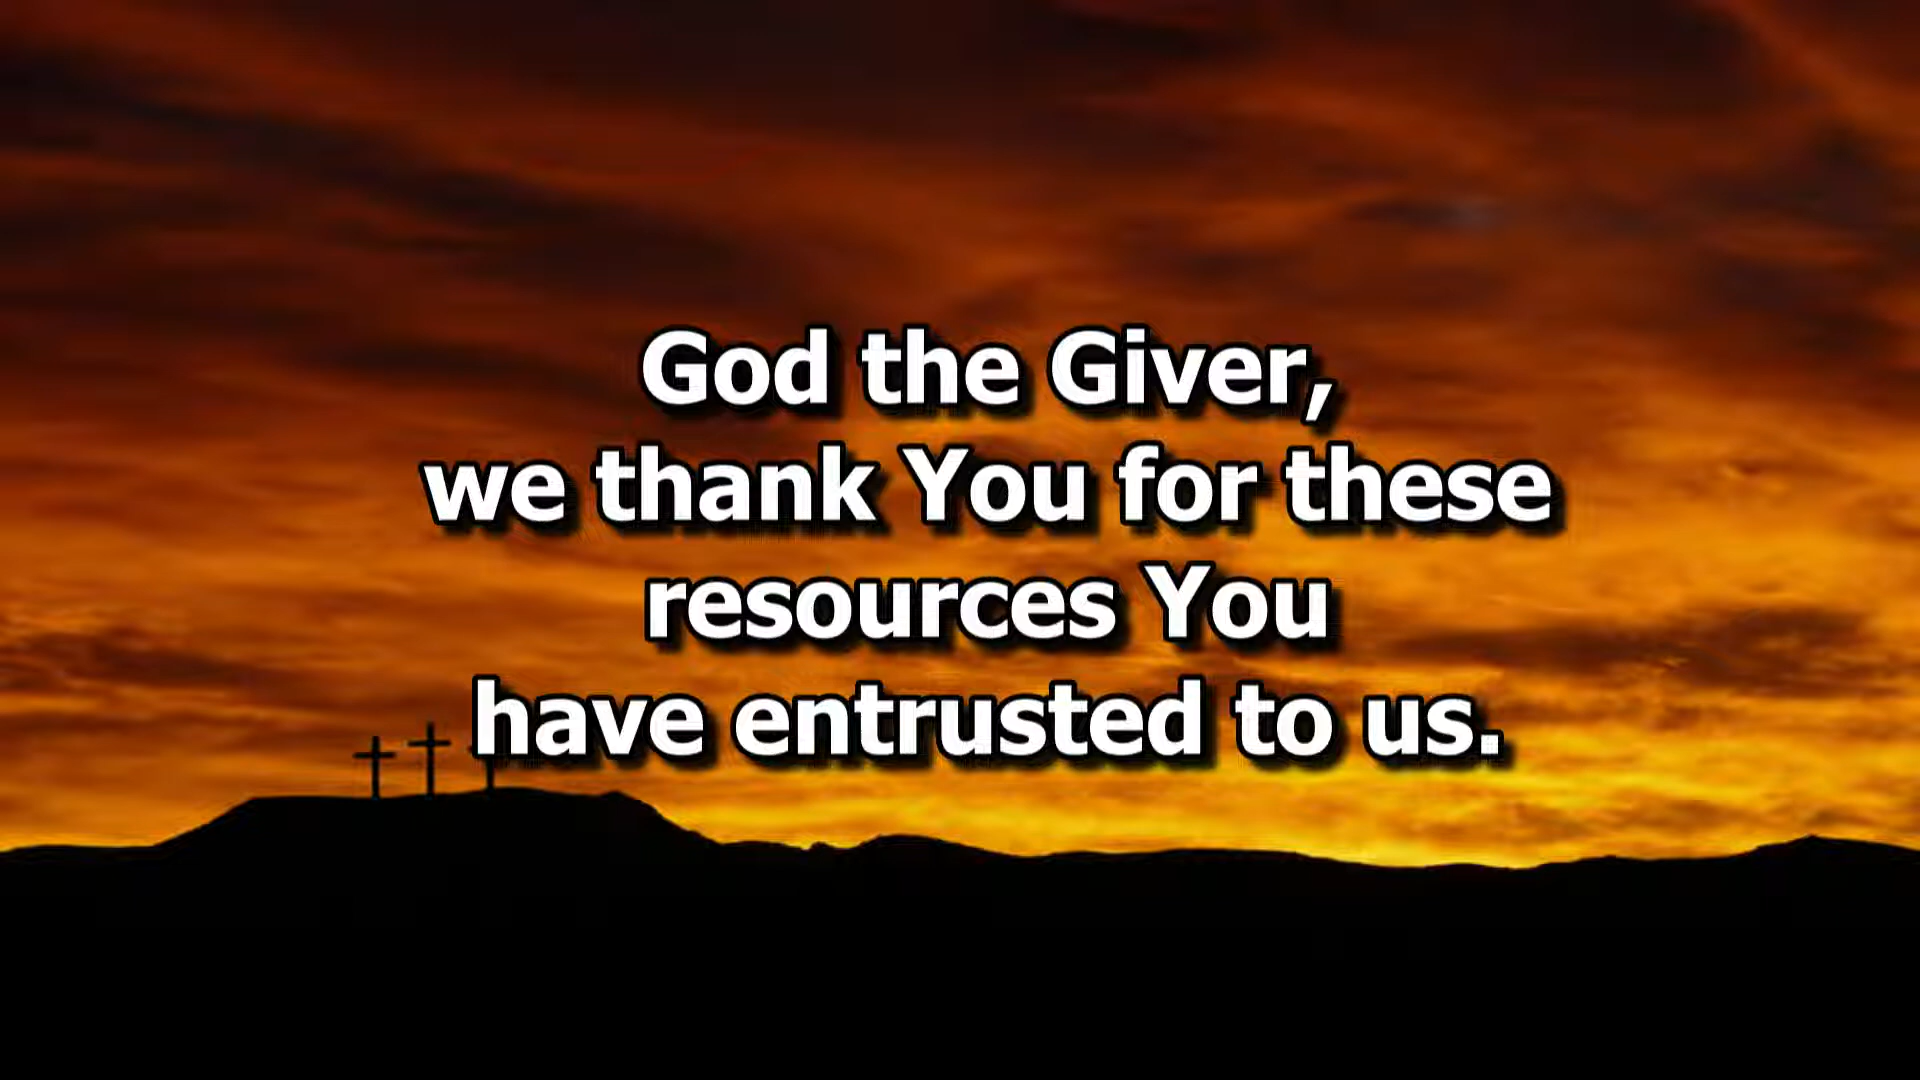 God the Giver,
we thank You for these
resources You
have entrusted to us.